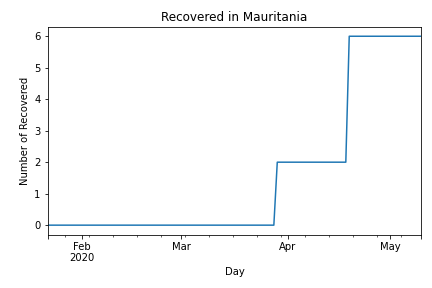 Recovered in Mauritania
Number of Recovered
6
5
4
3
2
1
0
Feb
2020
Mar
Apr
May
Day